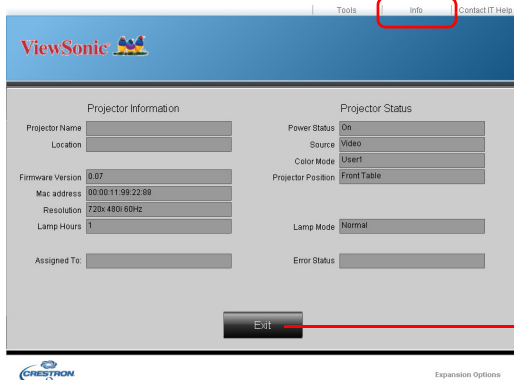 Tools Info Contact IT Help
ViewSonic
Projector Information
Projector Name
Location
Firmware Version 0.07
Mac address 00:00:11:99:22:88
Resolution 720x 480i 60Hz
Lamp Hours 1
Assigned To:
Projector Status
Power Status On
Source Video
Color Mode User1
Projector Position Front Table
Lamp Mode Normal
Error Status
Exit
CRESTRON
Expansion Options